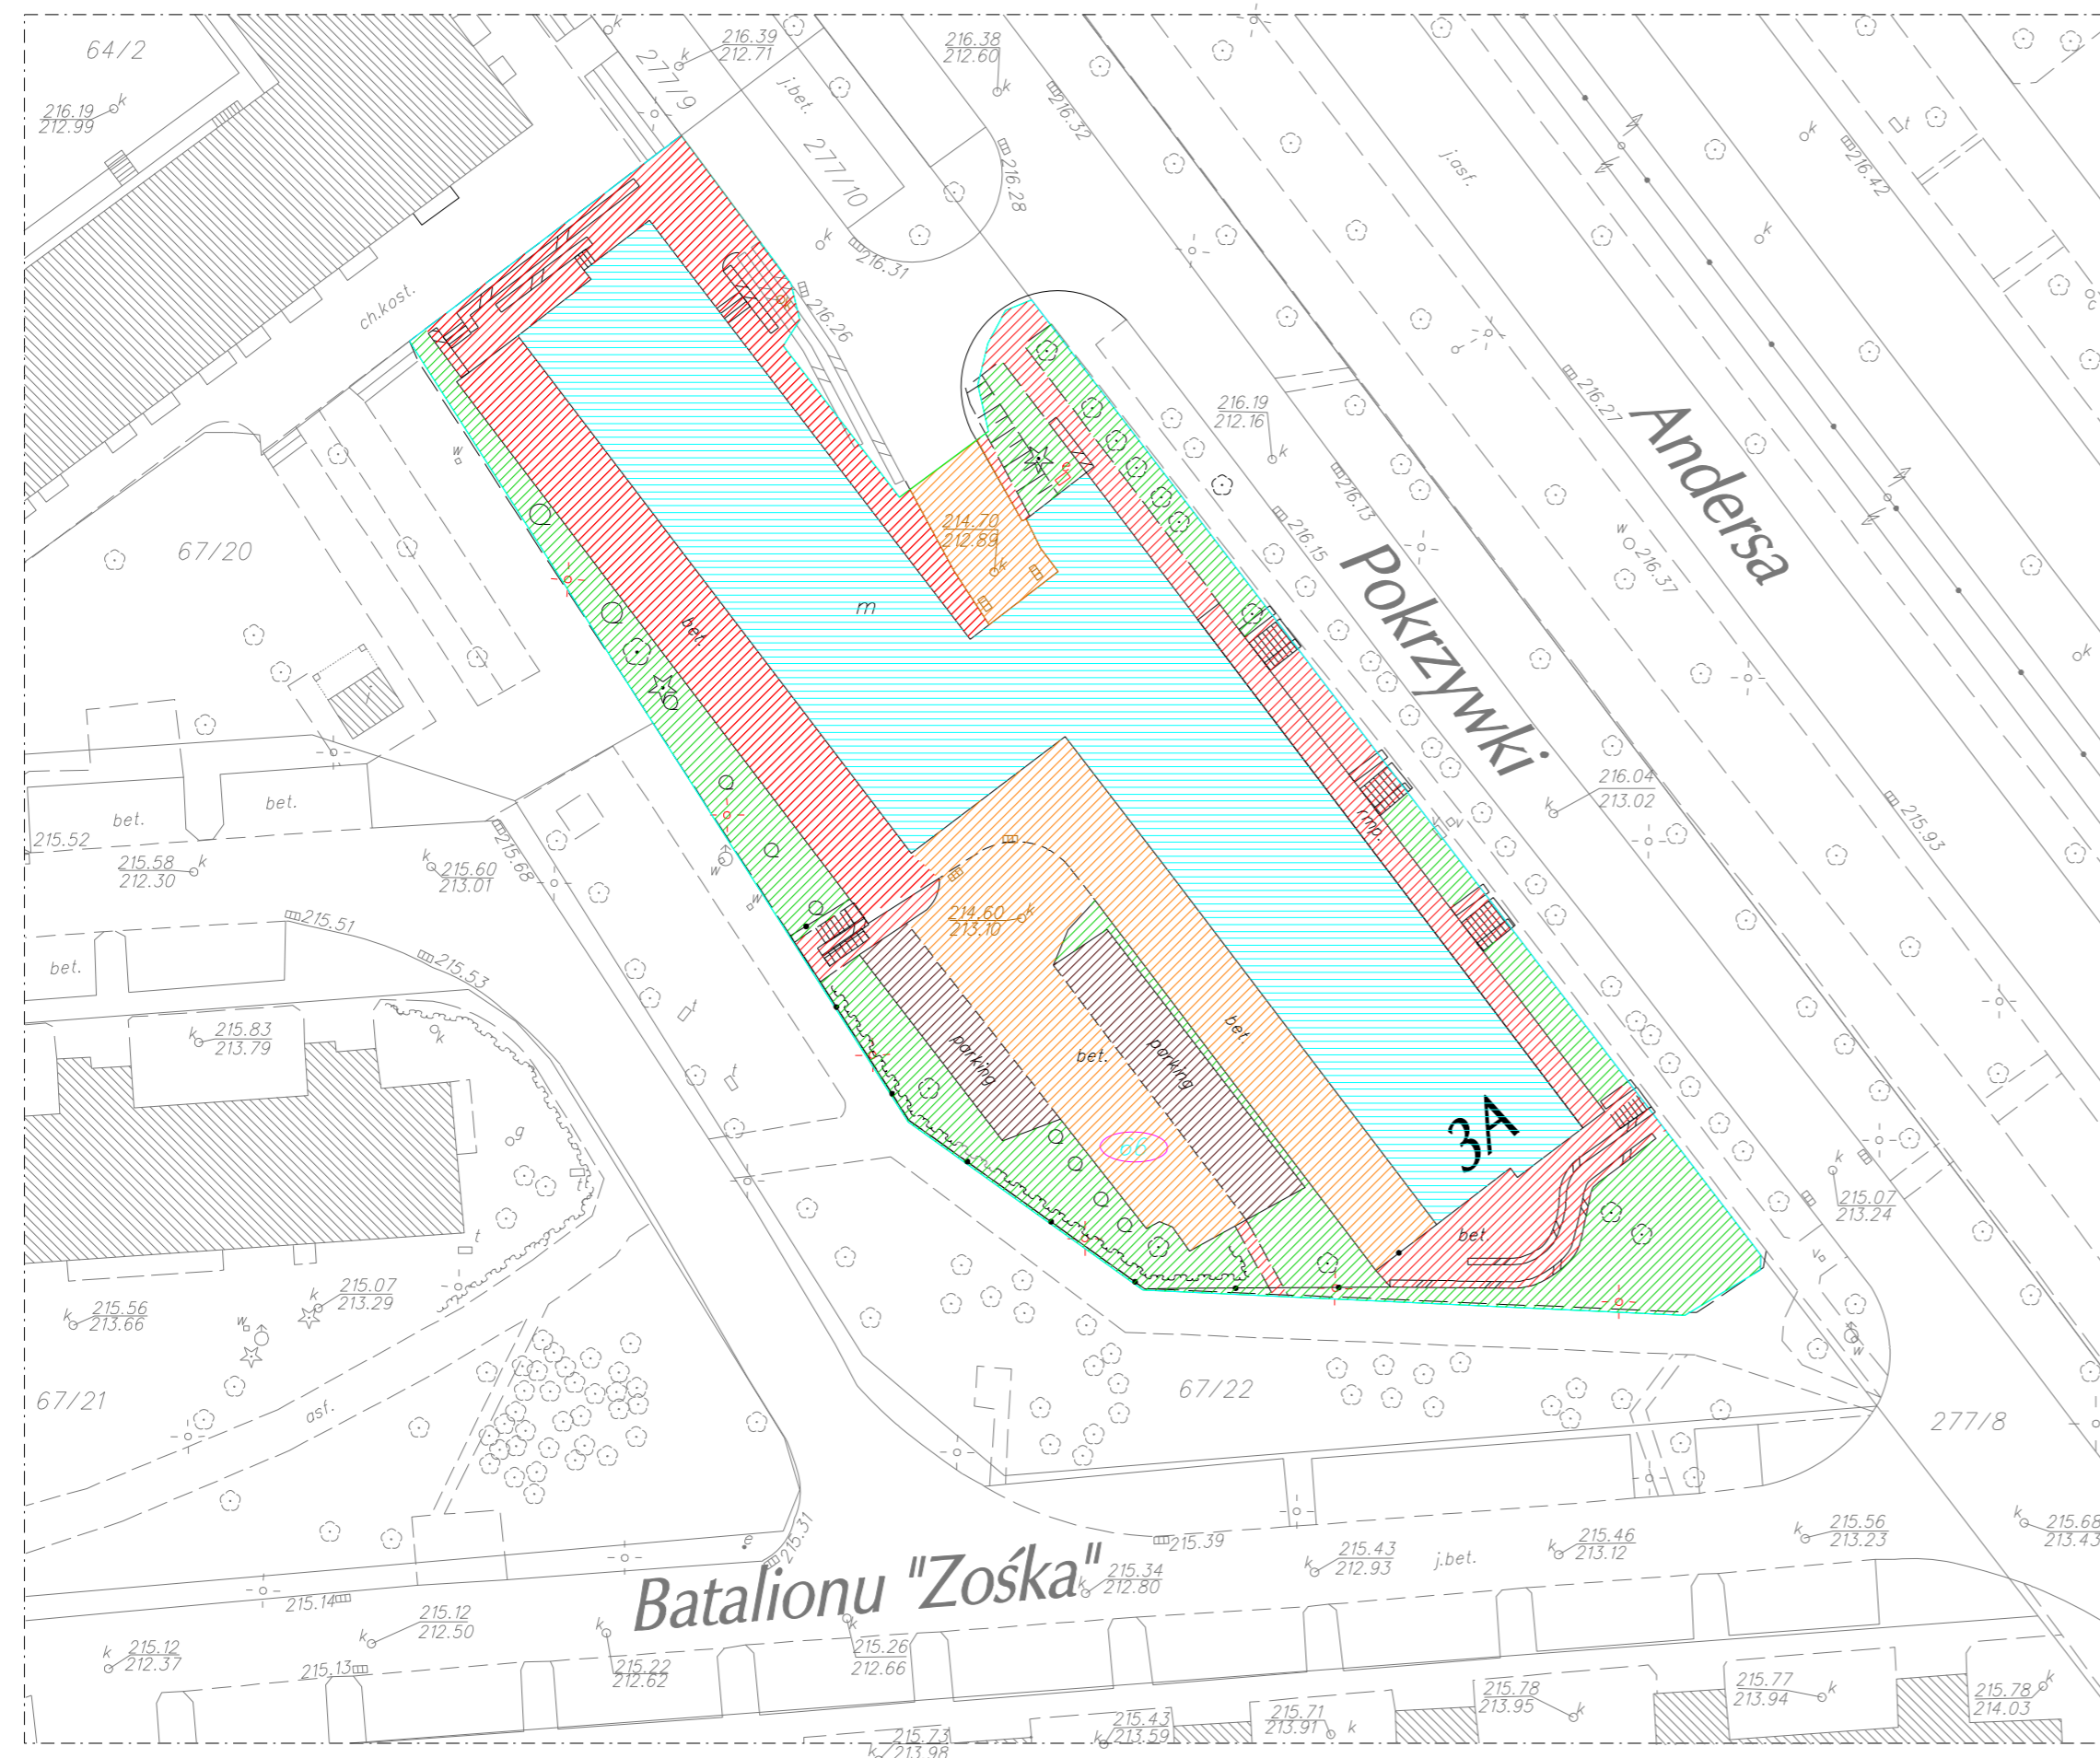 64/2
216.19
212.99
k
277/9
k
216.39
212.71
j.bet.
277/10
216.38
212.60
k
216.32
216.28
216.31
k
216.26
j.asf.
k
216.42
t
k
ch.kost.
w
67/20
216.19
212.16
k
216.27
216.13
216.15
w
216.37
k
Andersa
Pokrzywki
214.70
212.89
k
m
bet.
e
i
bet.
bet.
215.52
215.58
212.30
k
k
215.60
213.01
215.68
w
w
216.04
213.02
k
215.93
rmp.
v
v
214.60
213.10
k
215.51
215.53
bet.
k
215.83
213.79
k
t
t
parking
bet.
parking
bet.
66
3A
bet.
g
tt
t
k
215.07
213.24
v
w
k
215.56
213.66
k
215.07
213.29
w
67/21
asf.
67/22
277/8
e
215.31
215.39
215.14
Batalionu "Zośka"
215.34
212.80
k
215.43
212.93
k
j.bet.
215.46
213.12
k
215.56
213.23
k
215.68
213.43
k
k
215.12
212.50
k
215.12
212.37
215.13
k
215.22
212.62
k
215.26
212.66
215.73
213.98
k
215.43
213.59
k
215.71
213.91
k
215.78
213.95
k
215.77
213.94
k
215.78
214.03
k